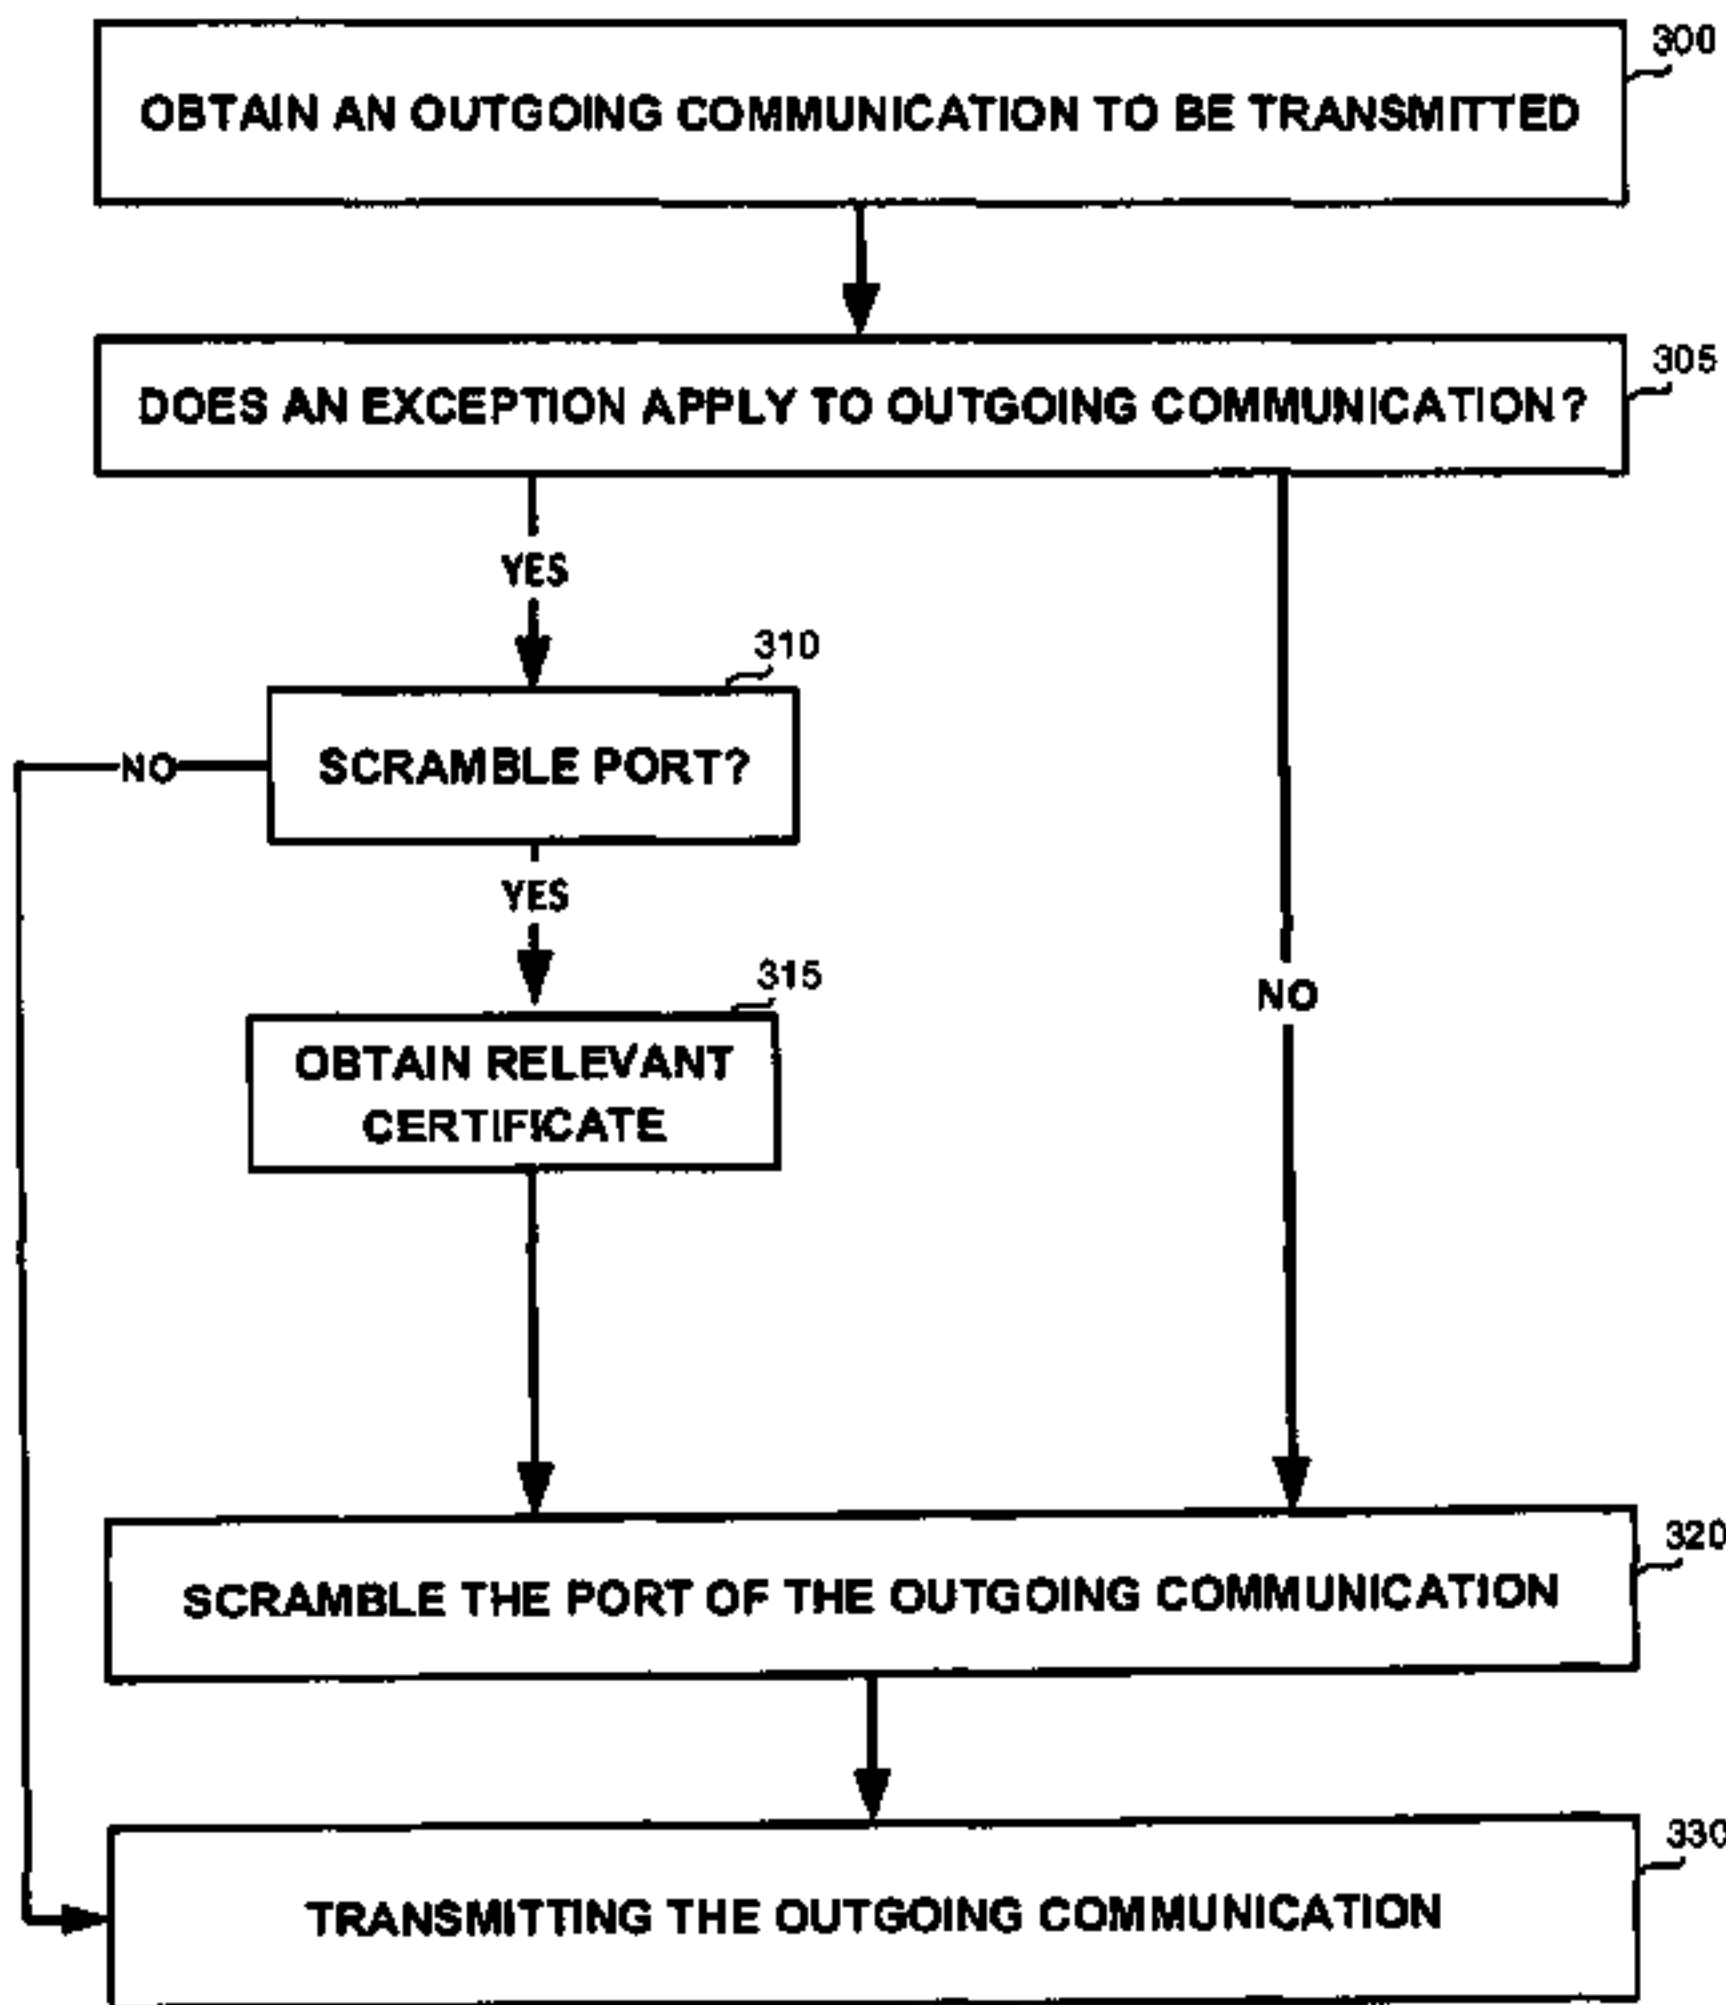 300
OBTAIN AN OUTGOING COMMUNICATION TO BE TRANSMITTED
305
DOES AN EXCEPTION APPLY TO OUTGOING COMMUNICATION?
YES
310
NO
SCRAMBLE PORT?
YES
315
NO
OBTAIN RELEVANT
CERTIFICATE
320
SCRAMBLE THE PORT OF THE OUTGOING COMMUNICATION
330
TRANSMITTING THE OUTGOING COMMUNICATION